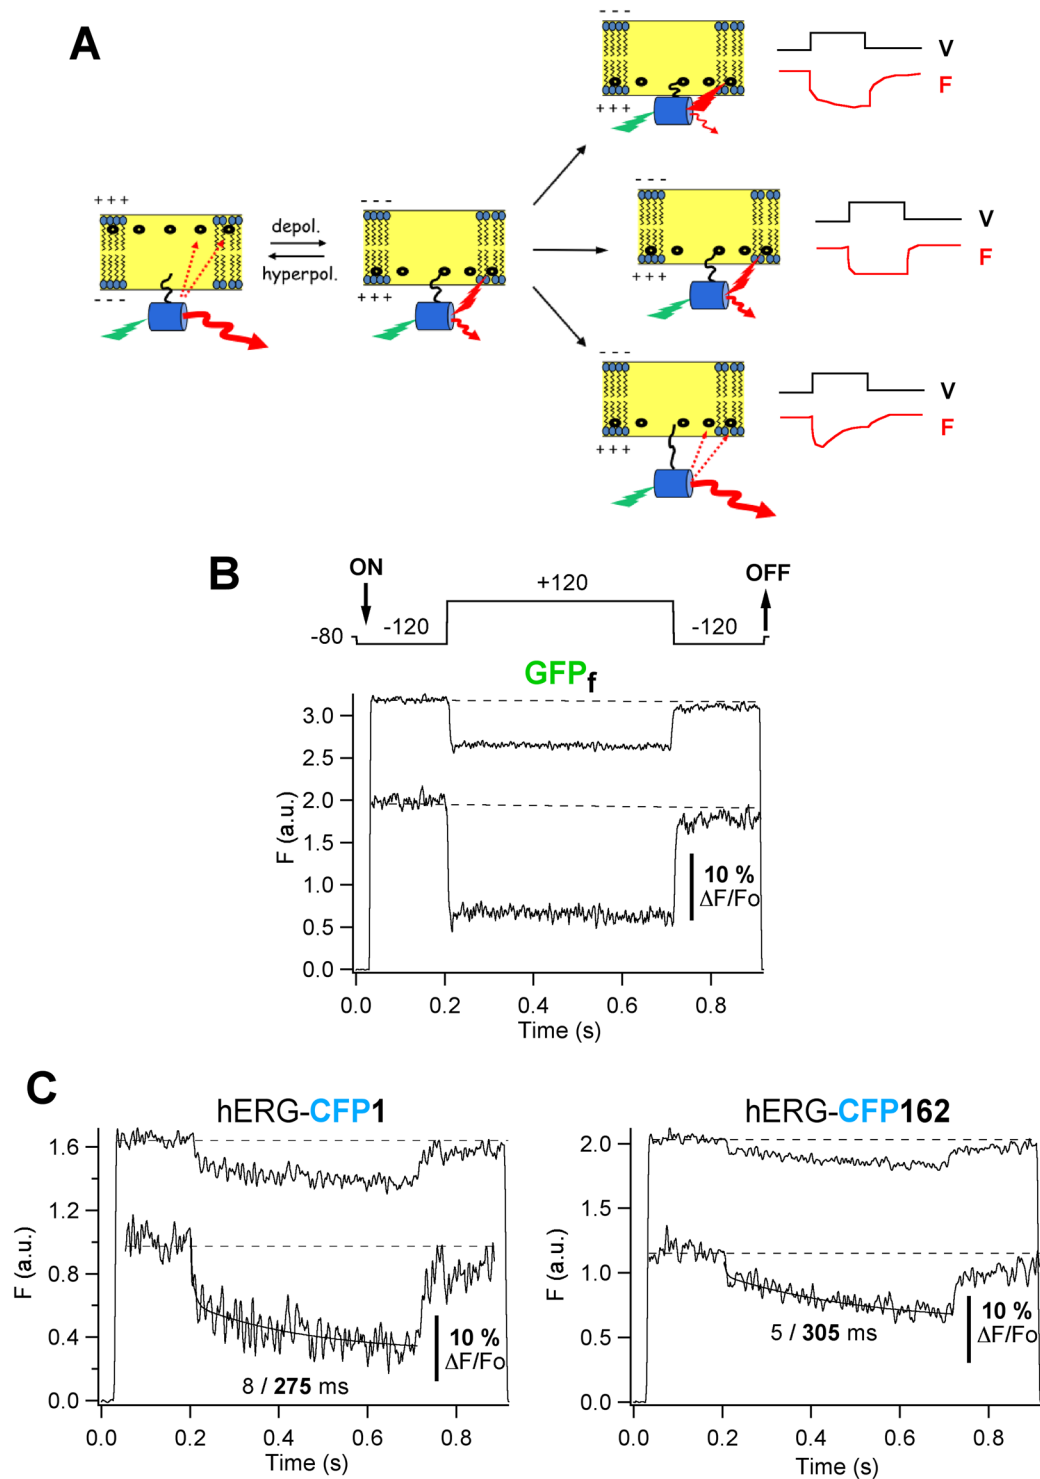 A
- - -
+ + +
V
F
+ + +
- - -
depol.
hyperpol.
- - -
+ + +
- - -
+ + +
V
F
- - -
+ + +
V
F
B
ON
OFF
+120
-80
-120
-120
GFPf
3.0
2.5
2.0
1.5
1.0
0.5
0.0
F (a.u.)
10 %
ΔF/Fo
0.0 0.2 0.4 0.6 0.8
Time (s)
C
hERG-CFP1
1.6
1.2
0.8
0.4
0.0
F (a.u.)
10 %
ΔF/Fo
8 / 275 ms
0.0 0.2 0.4 0.6 0.8
Time (s)
hERG-CFP162
2.0
1.5
1.0
0.5
0.0
F (a.u.)
10 %
ΔF/Fo
5 / 305 ms
0.0 0.2 0.4 0.6 0.8
Time (s)